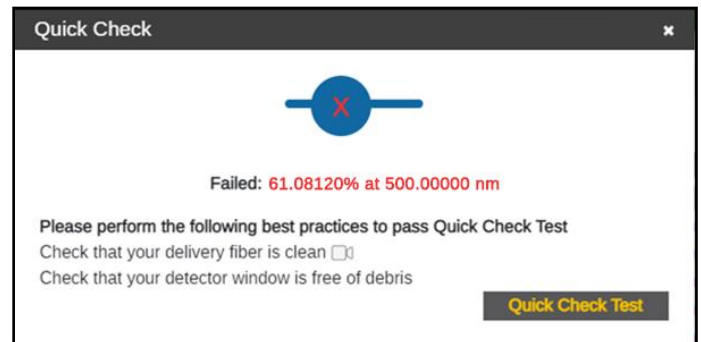 Quick Check
X
Failed: 61.08120% at 500.00000 nm
Please perform the following best practices to pass Quick Check Test
Check that your delivery fiber is clean
Check that your detector window is free of debris
Quick Check Test